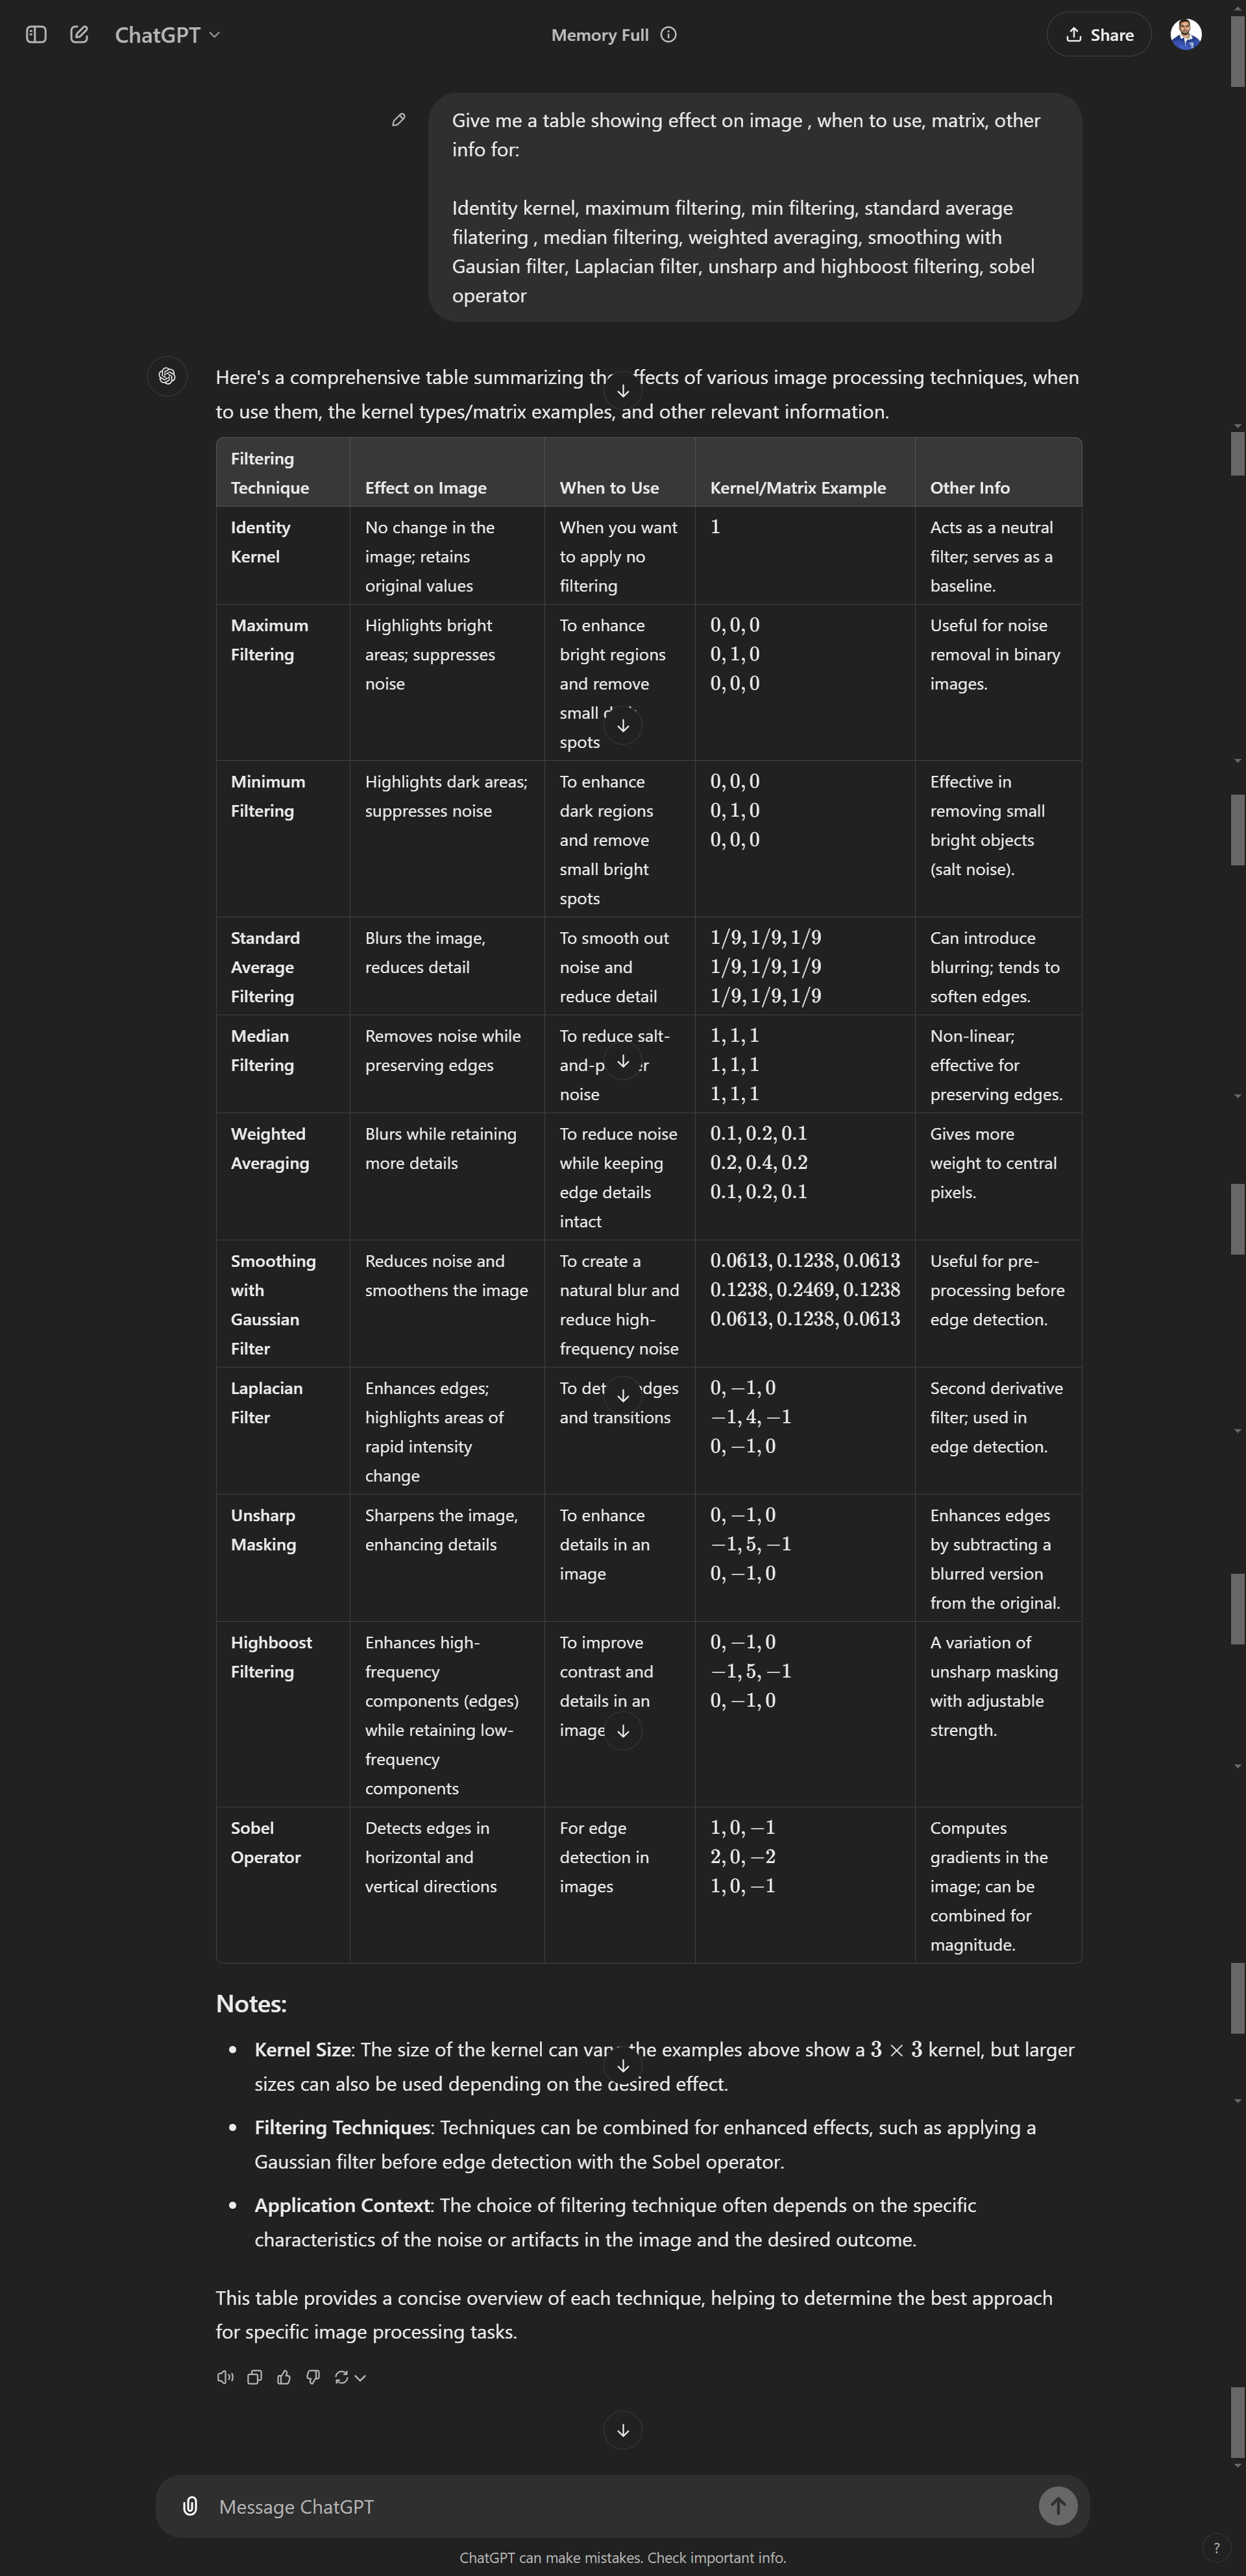 ChatGPT
Memory Full
Share
Give me a table showing effect on image , when to use, matrix, other
info for:
Identity kernel, maximum filtering, min filtering, standard average
filatering , median filtering, weighted averaging, smoothing with
Gausian filter, Laplacian filter, unsharp and highboost filtering, sobel
operator
Here's a comprehensive table summarizing the effects of various image processing techniques, when
to use them, the kernel types/matrix examples, and other relevant information.
Filtering
Technique
Effect on Image
When to Use
Kernel/Matrix Example
Other Info
Identity
Kernel
No change in the
image; retains
original values
When you want
to apply no
filtering
1
Acts as a neutral
filter; serves as a
baseline.
Maximum
Filtering
Highlights bright
areas; suppresses
noise
To enhance
bright regions
and remove
small
spots
0, 0, 0
0, 1, 0
0, 0, 0
Useful for noise
removal in binary
images.
Minimum
Filtering
Highlights dark areas;
suppresses noise
To enhance
dark regions
and remove
small bright
spots
0, 0, 0
0, 1, 0
0, 0, 0
Effective in
removing small
bright objects
(salt noise).
Standard
Average
Filtering
Blurs the image,
reduces detail
To smooth out
noise and
reduce detail
1/9, 1/9, 1/9
1/9, 1/9, 1/9
1/9, 1/9, 1/9
Can introduce
blurring; tends to
soften edges.
Median
Filtering
Removes noise while
preserving edges
To reduce salt-
and-pepper
noise
1, 1, 1
1, 1, 1
1, 1, 1
Non-linear;
effective for
preserving edges.
Weighted
Averaging
Blurs while retaining
more details
To reduce noise
while keeping
edge details
intact
0.1, 0.2, 0.1
0.2, 0.4, 0.2
0.1, 0.2, 0.1
Gives more
weight to central
pixels.
Smoothing
with
Gaussian
Filter
Reduces noise and
smoothens the image
To create a
natural blur and
reduce high-
frequency noise
0.0613, 0.1238, 0.0613
0.1238, 0.2469, 0.1238
0.0613, 0.1238, 0.0613
Useful for pre-
processing before
edge detection.
Laplacian
Filter
Enhances edges;
highlights areas of
rapid intensity
change
To detect edges
and transitions
0, −1, 0
−1, 4, −1
0, −1, 0
Second derivative
filter; used in
edge detection.
Unsharp
Masking
Sharpens the image,
enhancing details
To enhance
details in an
image
0, −1, 0
−1, 5, −1
0, −1, 0
Enhances edges
by subtracting a
blurred version
from the original.
Highboost
Filtering
Enhances high-
frequency
components (edges)
while retaining low-
frequency
components
To improve
contrast and
details in an
image
0, −1, 0
−1, 5, −1
0, −1, 0
A variation of
unsharp masking
with adjustable
strength.
Sobel
Operator
Detects edges in
horizontal and
vertical directions
For edge
detection in
images
1, 0, −1
2, 0, −2
1, 0, −1
Computes
gradients in the
image; can be
combined for
magnitude.
Notes:
• Kernel Size: The size of the kernel can vary; the examples above show a 3 × 3 kernel, but larger
sizes can also be used depending on the desired effect.
• Filtering Techniques: Techniques can be combined for enhanced effects, such as applying a
Gaussian filter before edge detection with the Sobel operator.
• Application Context: The choice of filtering technique often depends on the specific
characteristics of the noise or artifacts in the image and the desired outcome.
This table provides a concise overview of each technique, helping to determine the best approach
for specific image processing tasks.
Message ChatGPT
ChatGPT can make mistakes. Check important info.
?